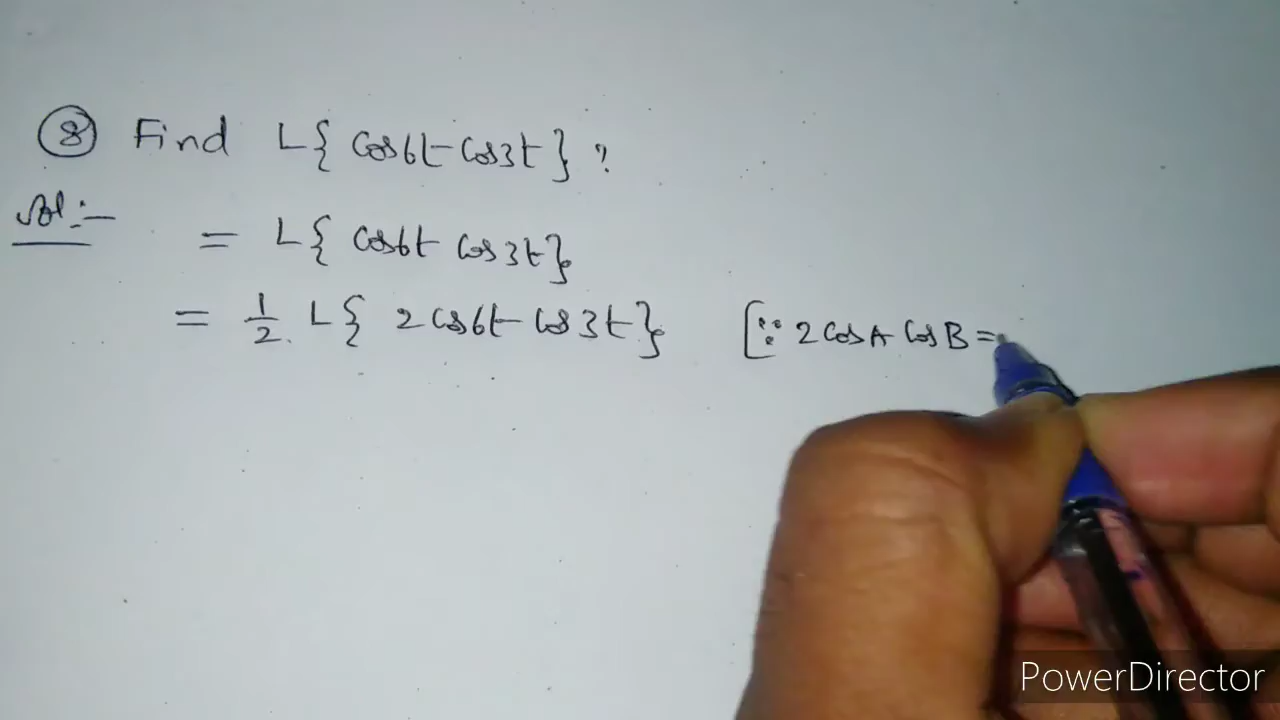 ⑧ Find L{ Cos6t Cos3t} ?
Sol:-
= L{ Cos6t Cos3t}
= 1/2. L{ 2Cos6t Cos3t} [∵ 2CosA CosB =
PowerDirector